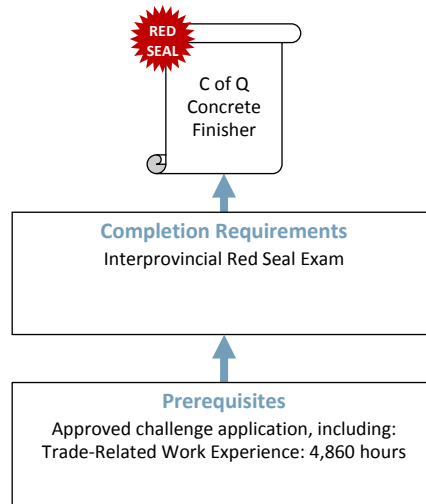 RED
SEAL
C of Q
Concrete
Finisher
Completion Requirements
Interprovincial Red Seal Exam
Prerequisites
Approved challenge application, including:
Trade-Related Work Experience: 4,860 hours